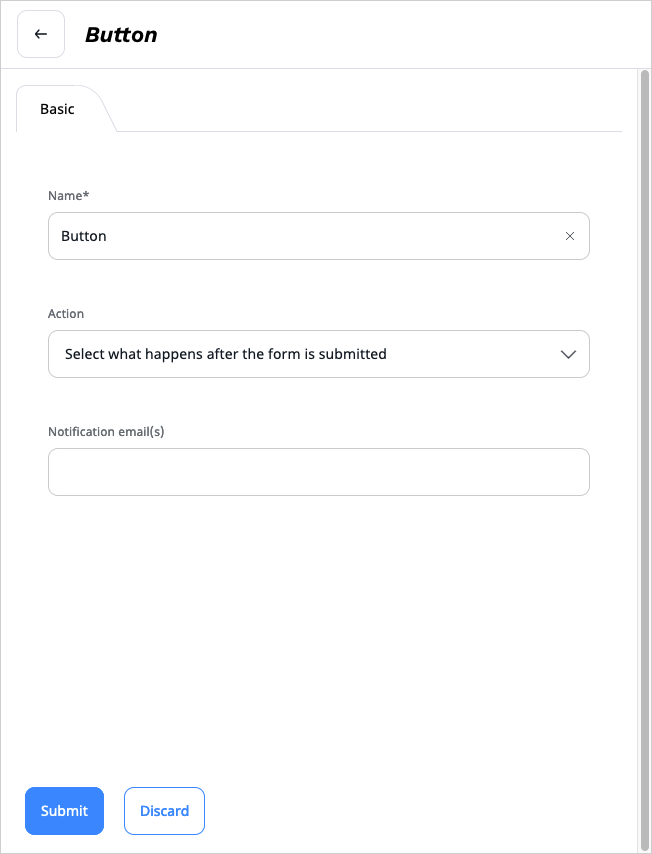 Button
Basic
Name*
Button
Action
Select what happens after the form is submitted
Notification email(s)
Submit
Discard